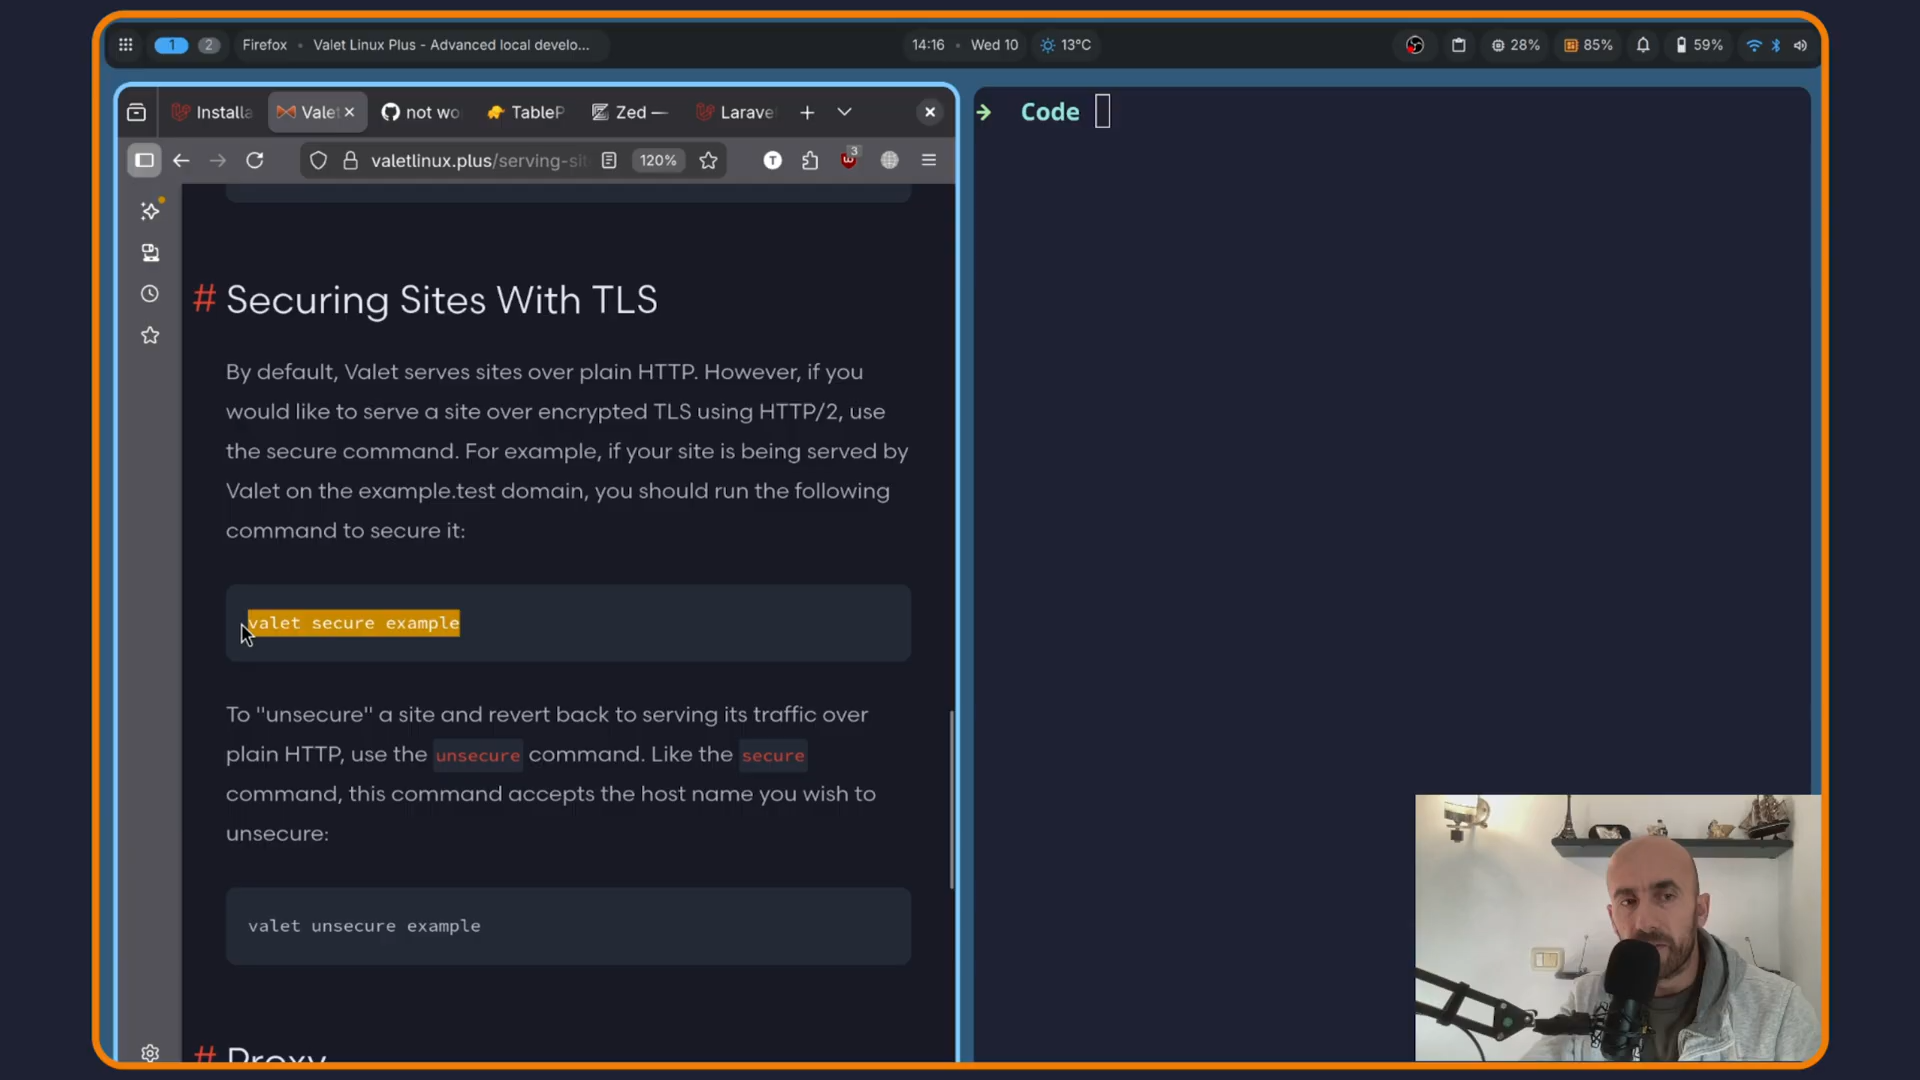 1 2 Firefox • Valet Linux Plus - Advanced local develo...
14:16 • Wed 10 13°C
28% 85% 59%
Installa Valet not wo TableP Zed — Larave
valetlinux.plus/serving-sit 120% T 3
# Securing Sites With TLS
By default, Valet serves sites over plain HTTP. However, if you
would like to serve a site over encrypted TLS using HTTP/2, use
the secure command. For example, if your site is being served by
Valet on the example.test domain, you should run the following
command to secure it:
valet secure example
To "unsecure" a site and revert back to serving its traffic over
plain HTTP, use the unsecure command. Like the secure
command, this command accepts the host name you wish to
unsecure:
valet unsecure example
# Proxy
→ Code